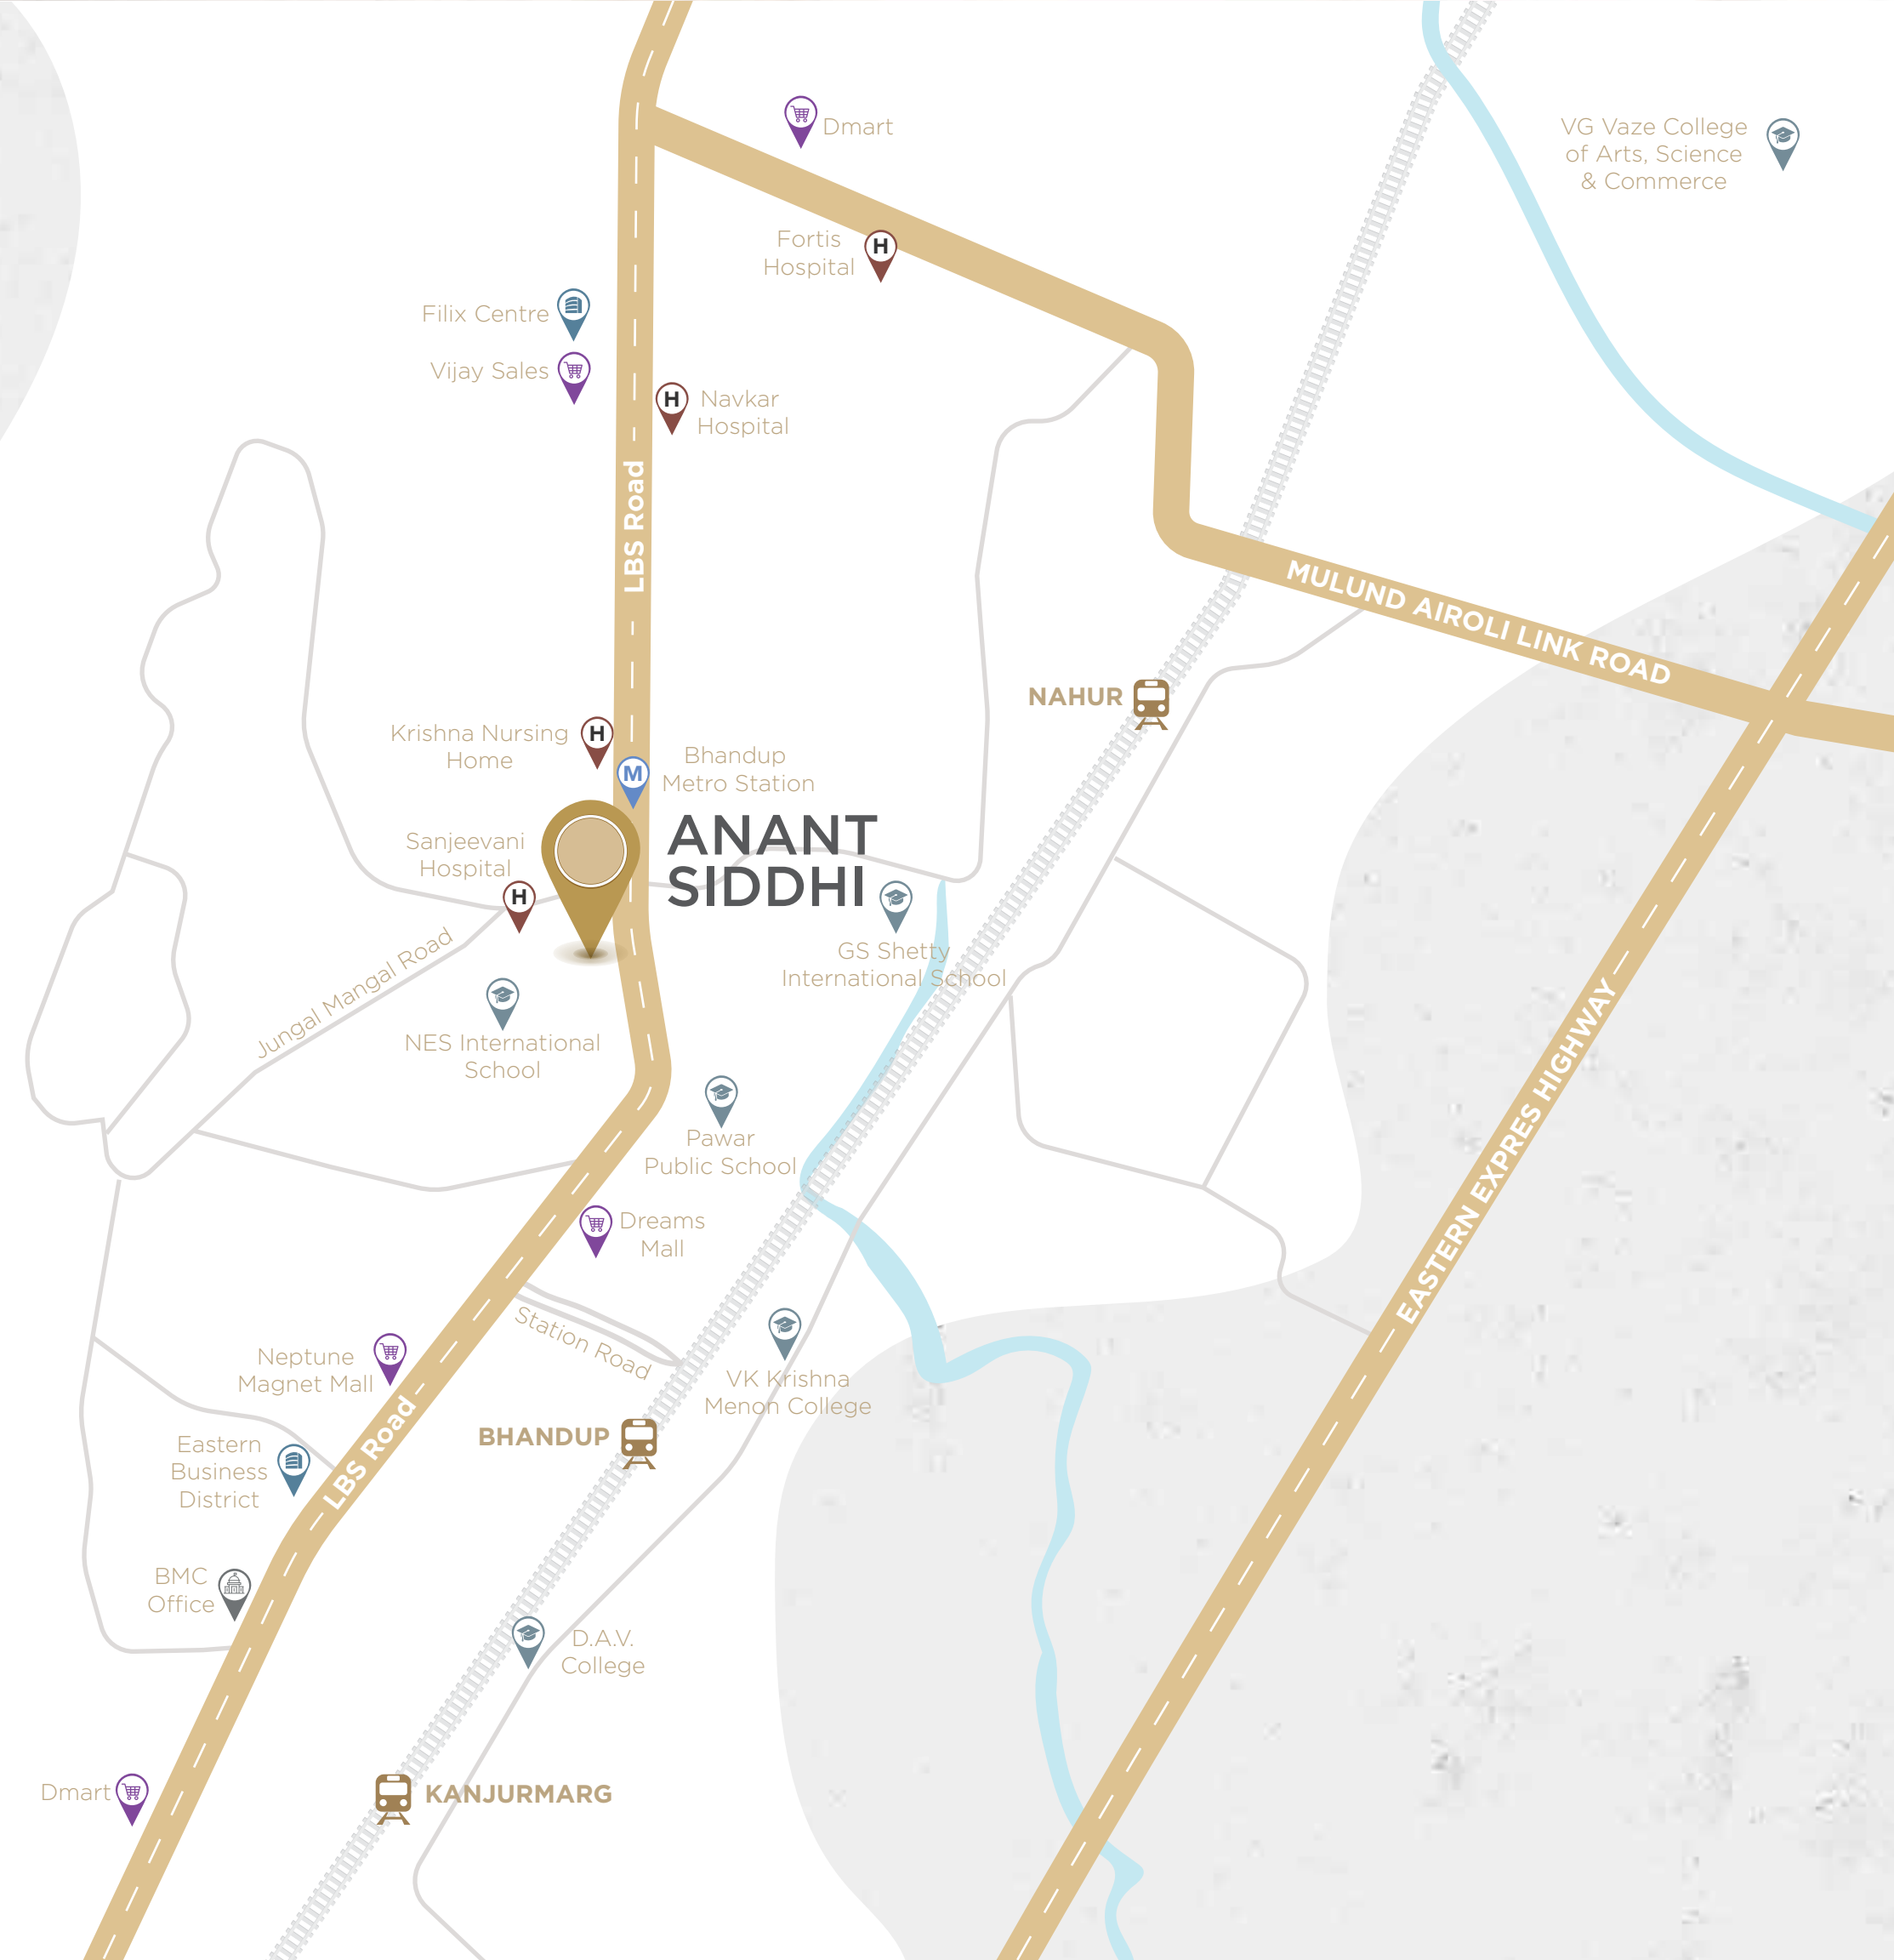 Dmart
VG Vaze College
of Arts, Science
& Commerce
Fortis
Hospital
H
Filix Centre
Vijay Sales
H
Navkar
Hospital
LBS Road
MULUND AIROLI LINK ROAD
NAHUR
Krishna Nursing
Home
H
Bhandup
Metro Station
M
ANANT
SIDDHI
Sanjeevani
Hospital
H
GS Shetty
International School
Jungal Mangal Road
NES International
School
EASTERN EXPRES HIGHWAY
Pawar
Public School
Dreams
Mall
Station Road
Neptune
Magnet Mall
VK Krishna
Menon College
LBS Road
BHANDUP
Eastern
Business
District
BMC
Office
D.A.V.
College
Dmart
KANJURMARG